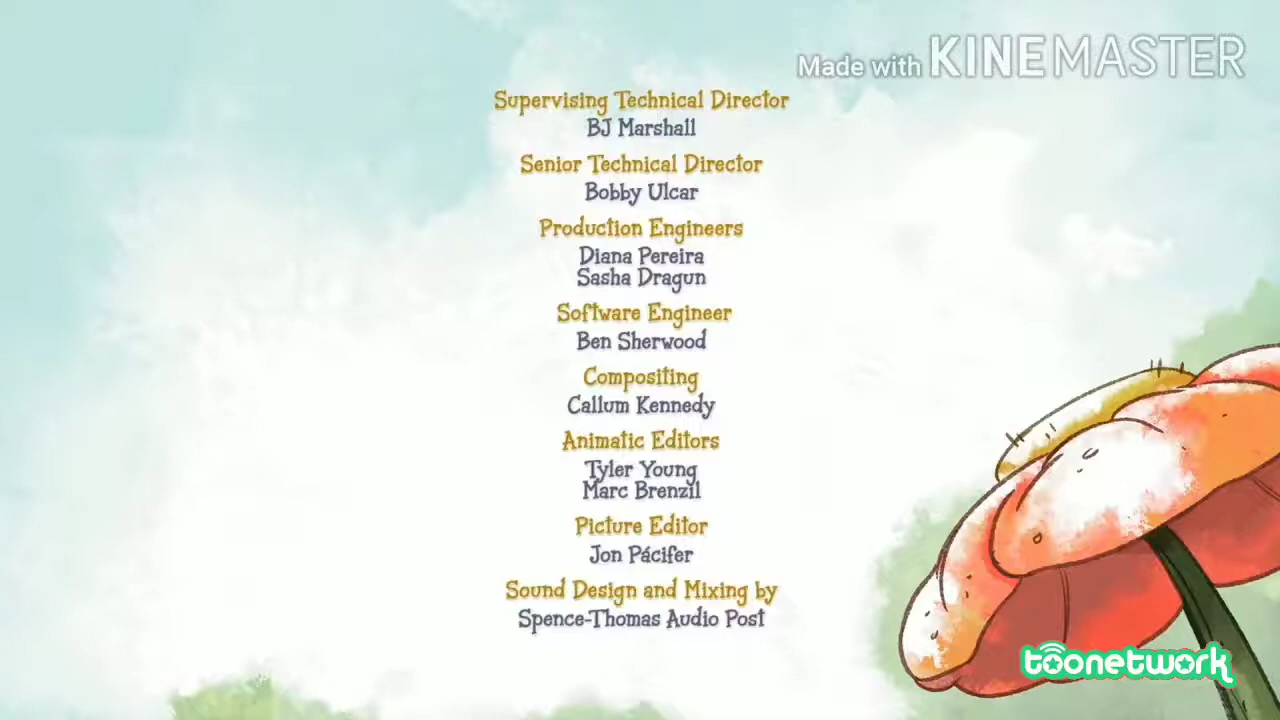 Made with KINEMASTER
Supervising Technical Director
BJ Marshall
Senior Technical Director
Bobby Ulcar
Production Engineers
Diana Pereira
Sasha Dragun
Software Engineer
Ben Sherwood
Compositing
Callum Kennedy
Animatic Editors
Tyler Young
Marc Brenzil
Picture Editor
Jon Pácifer
Sound Design and Mixing by
Spence-Thomas Audio Post
toonetwork